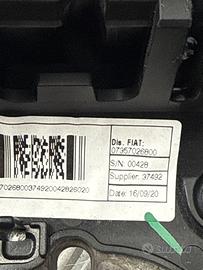 Dis. FIAT:
07357026800
S/N: 00428
Supplier: 37492
Date: 16/09/20
7026800374920042826020